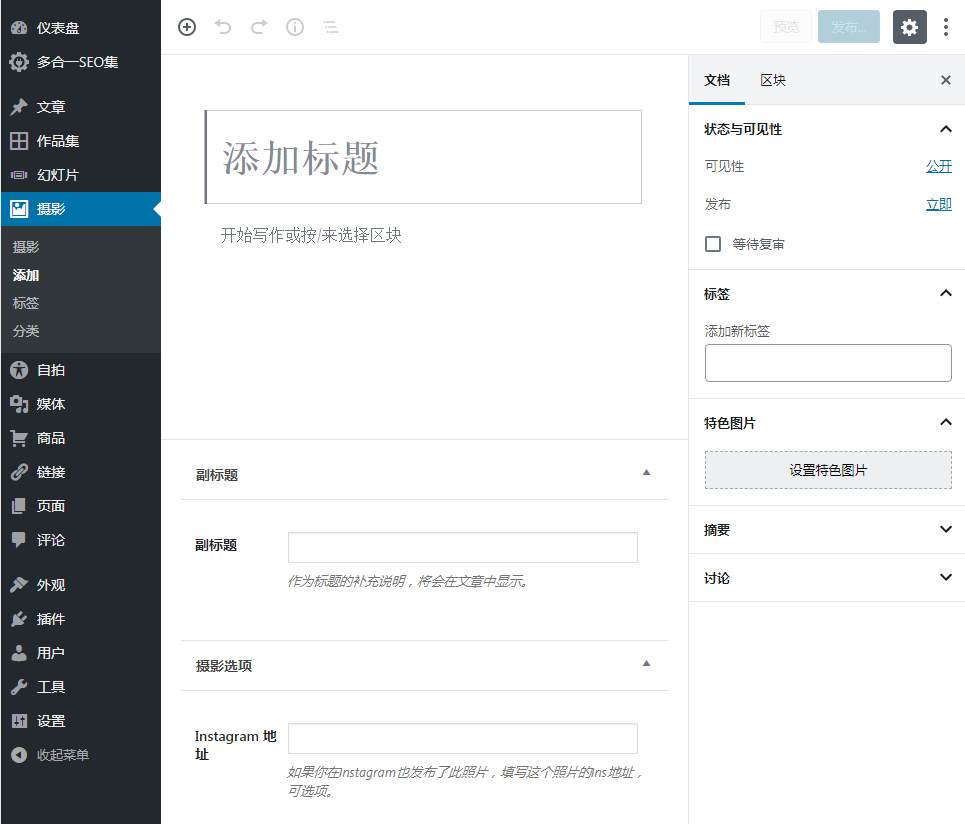 仪表盘
多合一SEO集
文章
作品集
幻灯片
摄影
摄影
添加
标签
分类
自拍
媒体
商品
链接
页面
评论
外观
插件
用户
工具
设置
收起菜单
预览
发布...
添加标题
开始写作或按/来选择区块
副标题
副标题
作为标题的补充说明，将会在文章中显示。
摄影选项
Instagram 地
址
如果你在Instagram也发布了此照片，填写这个照片的ins地址，
可选项。
文档
区块
状态与可见性
可见性
公开
发布
立即
等待复审
标签
添加新标签
特色图片
设置特色图片
摘要
讨论